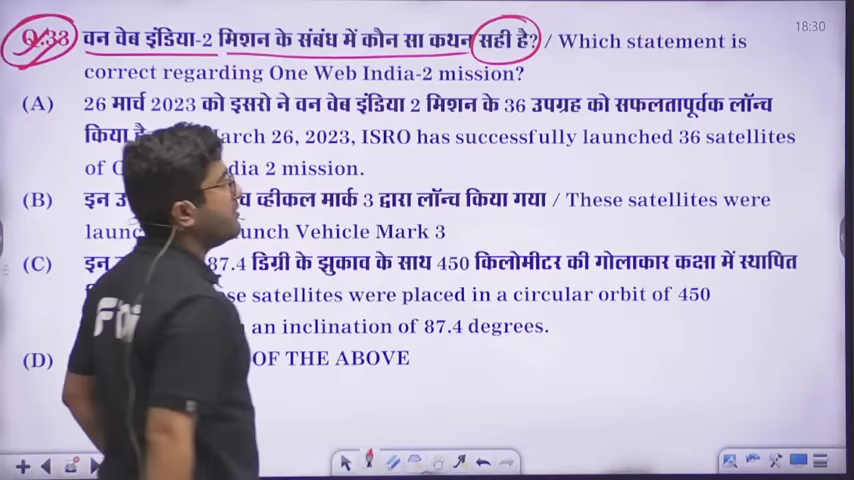 18:30
Q.33 वन वेब इंडिया-2 मिशन के संबंध में कौन सा कथन सही है? / Which statement is
correct regarding One Web India-2 mission?
(A) 26 मार्च 2023 को इसरो ने वन वेब इंडिया 2 मिशन के 36 उपग्रह को सफलतापूर्वक लॉन्च
किया है March 26, 2023, ISRO has successfully launched 36 satellites
of dia 2 mission.
(B) इन व्हीकल मार्क 3 द्वारा लॉन्च किया गया / These satellites were
launc unch Vehicle Mark 3
(C) इन 87.4 डिग्री के झुकाव के साथ 450 किलोमीटर की गोलाकार कक्षा में स्थापित
se satellites were placed in a circular orbit of 450
an inclination of 87.4 degrees.
(D) OF THE ABOVE